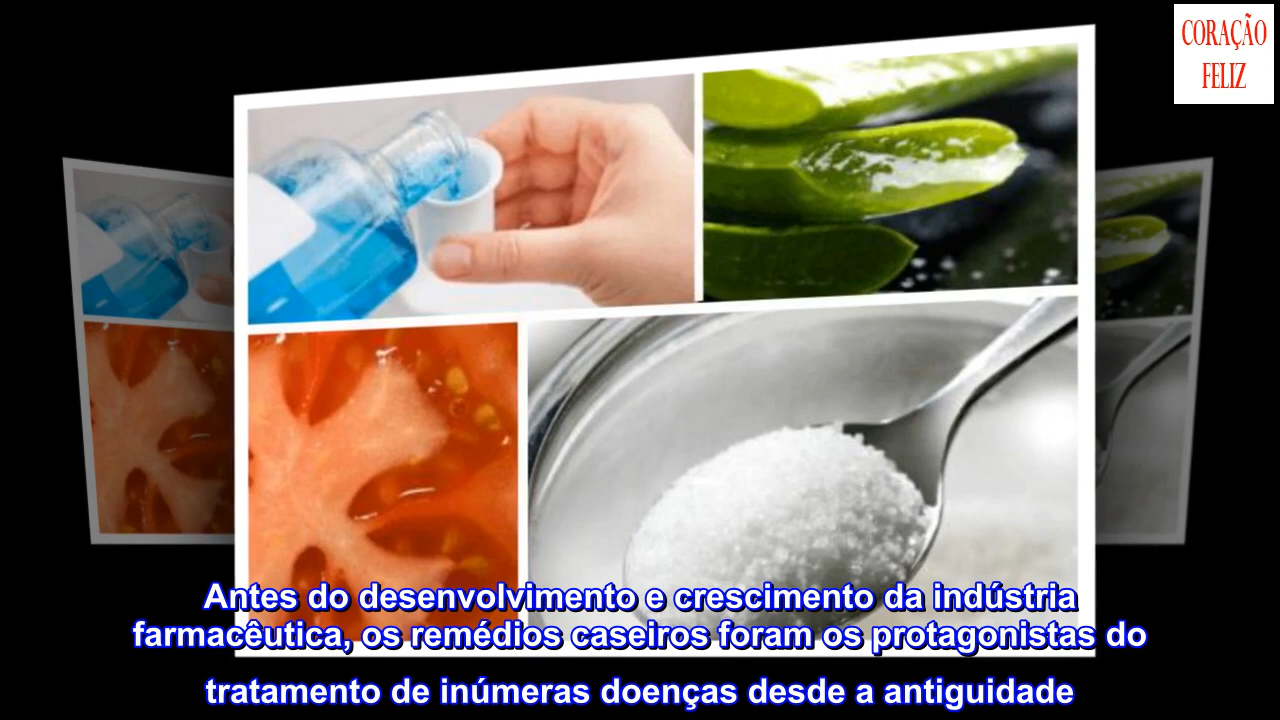 CORAÇÃO
FELIZ
Antes do desenvolvimento e crescimento da indústria
farmacêutica, os remédios caseiros foram os protagonistas do
tratamento de inúmeras doenças desde a antiguidade